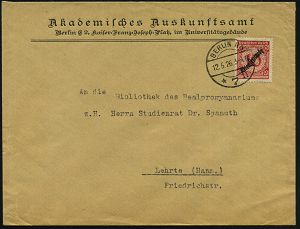 Akademisches Auskunftsamt
Berlin C 2, Kaiser-Franz-Joseph-Platz, im Universitätsgebäude
BERLIN
12.5.26.
An die
Bibliothek des Realprogymnasiums
z.H. Herrn Studienrat Dr. Spanuth
Lehrte (Hann.)
Friedrichstr.